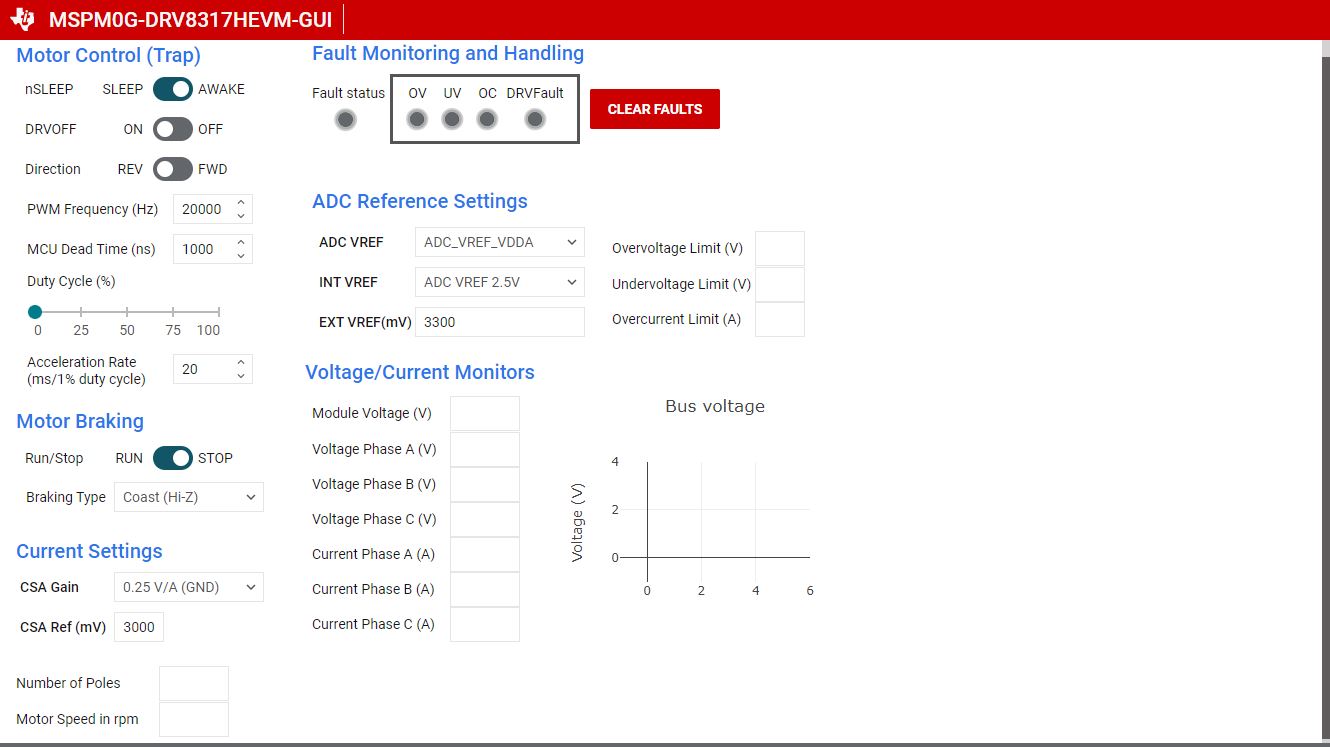 MSPM0G-DRV8317HEVM-GUI
Motor Control (Trap)
nSLEEP SLEEP AWAKE
DRVOFF ON OFF
Direction REV FWD
PWM Frequency (Hz) 20000
MCU Dead Time (ns) 1000
Duty Cycle (%)
0 25 50 75 100
Acceleration Rate
(ms/1% duty cycle) 20
Motor Braking
Run/Stop RUN STOP
Braking Type Coast (Hi-Z)
Current Settings
CSA Gain 0.25 V/A (GND)
CSA Ref (mV) 3000
Number of Poles
Motor Speed in rpm
Fault Monitoring and Handling
Fault status OV UV OC DRVFault
CLEAR FAULTS
ADC Reference Settings
ADC VREF ADC_VREF_VDDA
INT VREF ADC VREF 2.5V
EXT VREF(mV) 3300
Overvoltage Limit (V)
Undervoltage Limit (V)
Overcurrent Limit (A)
Voltage/Current Monitors
Module Voltage (V)
Voltage Phase A (V)
Voltage Phase B (V)
Voltage Phase C (V)
Current Phase A (A)
Current Phase B (A)
Current Phase C (A)
Bus voltage
Voltage (V)
4
2
0
0 2 4 6